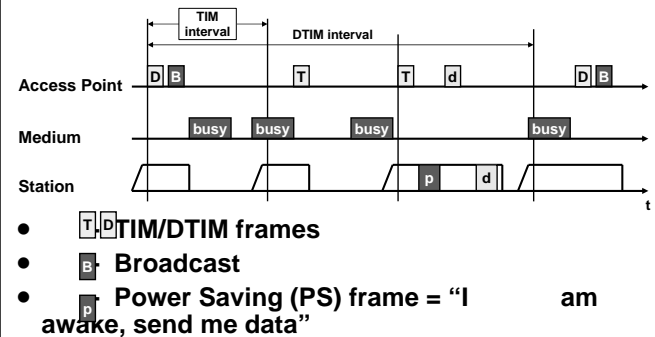 TIM
interval
DTIM interval
Access Point D B T T d D B
Medium busy busy busy busy
Station p d
t
• T, D TIM/DTIM frames
• B Broadcast
• p Power Saving (PS) frame = “I am
awake, send me data”